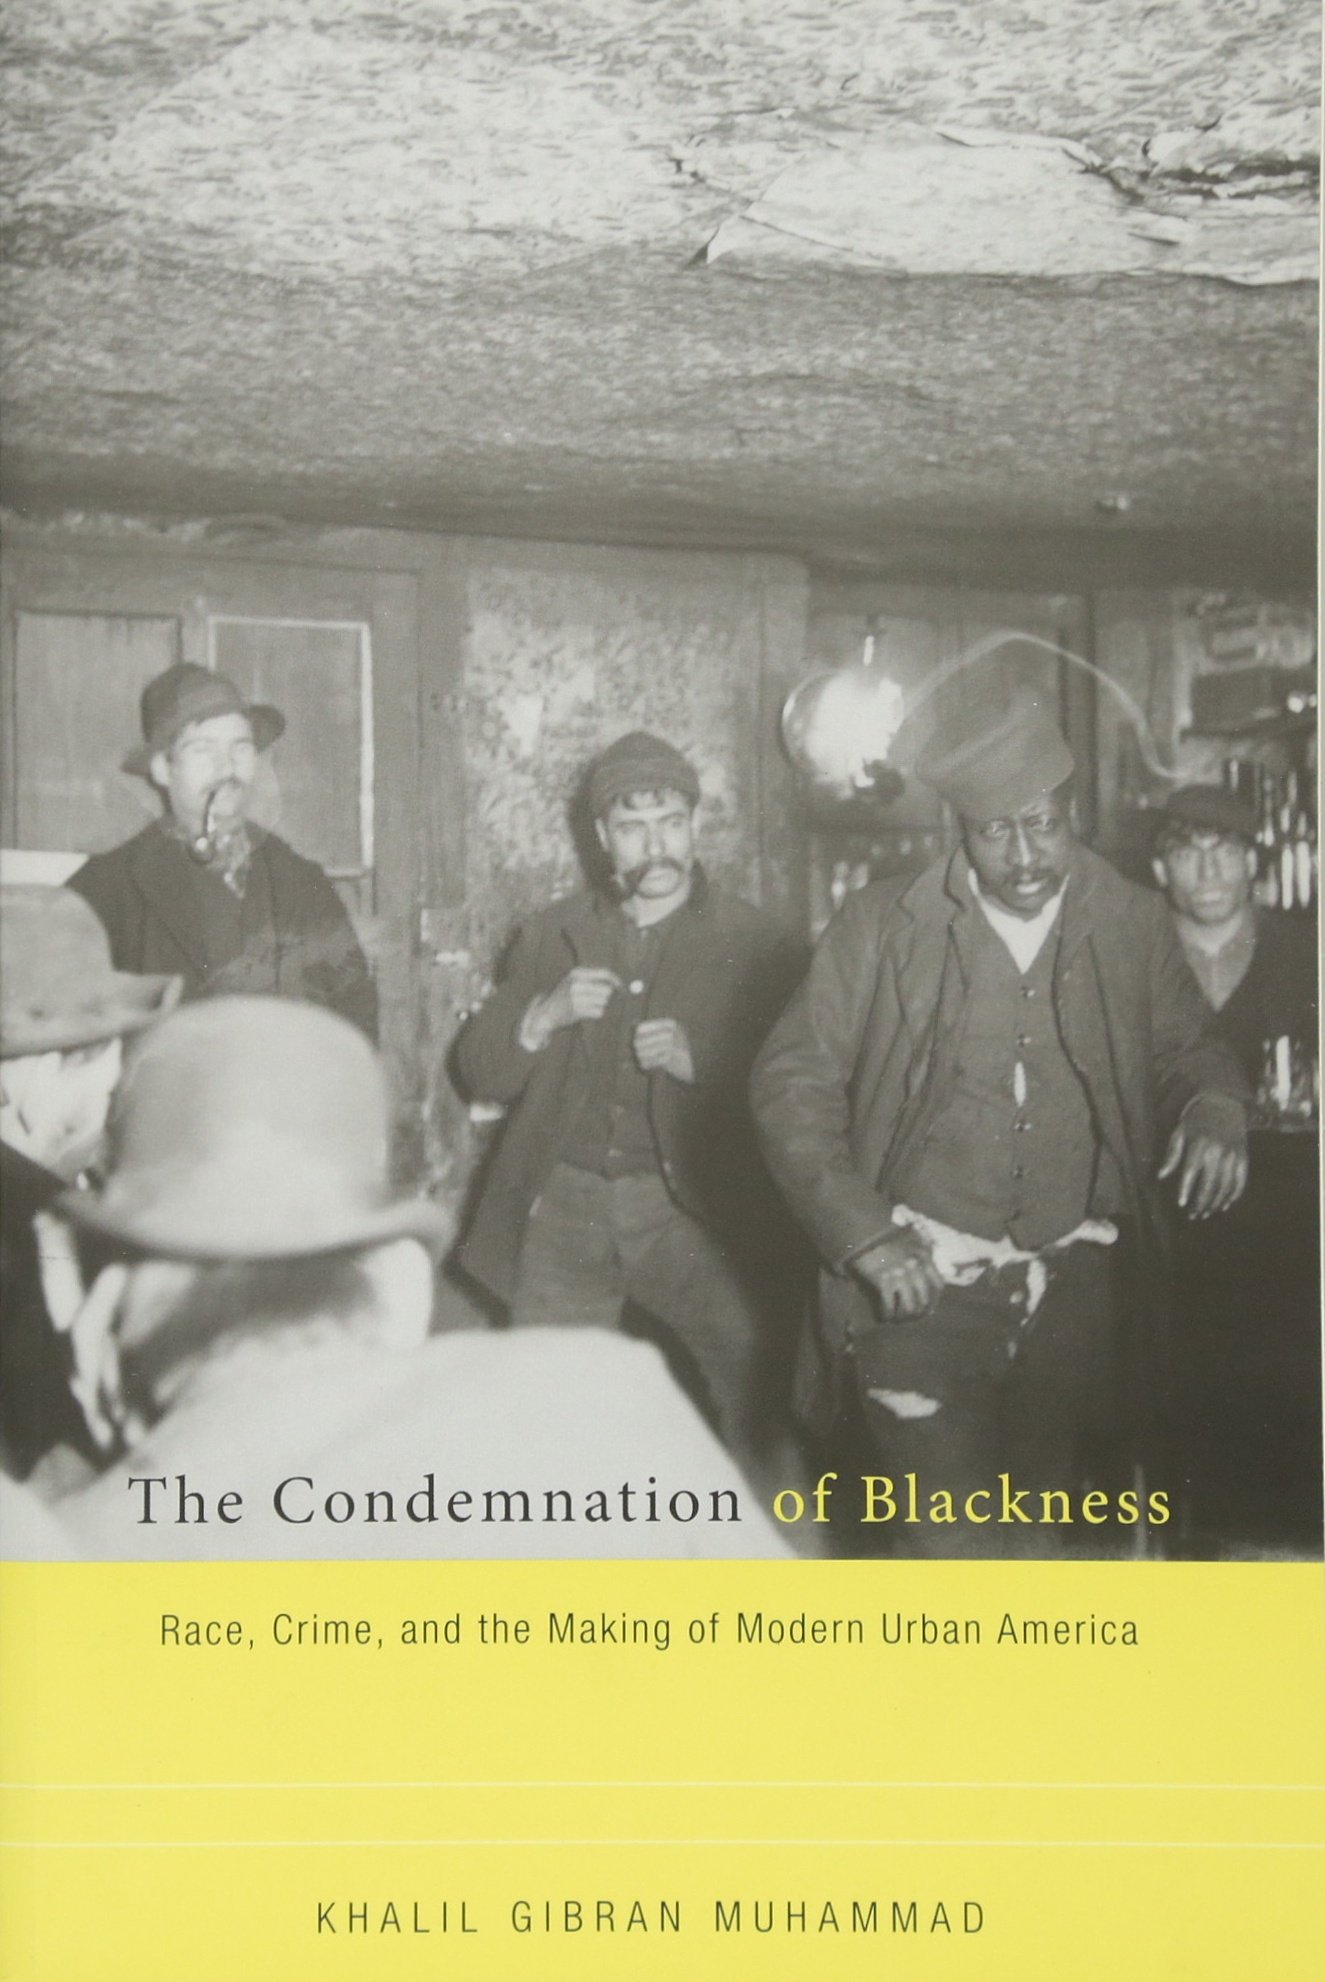 The Condemnation of Blackness
Race, Crime, and the Making of Modern Urban America
KHALIL GIBRAN MUHAMMAD